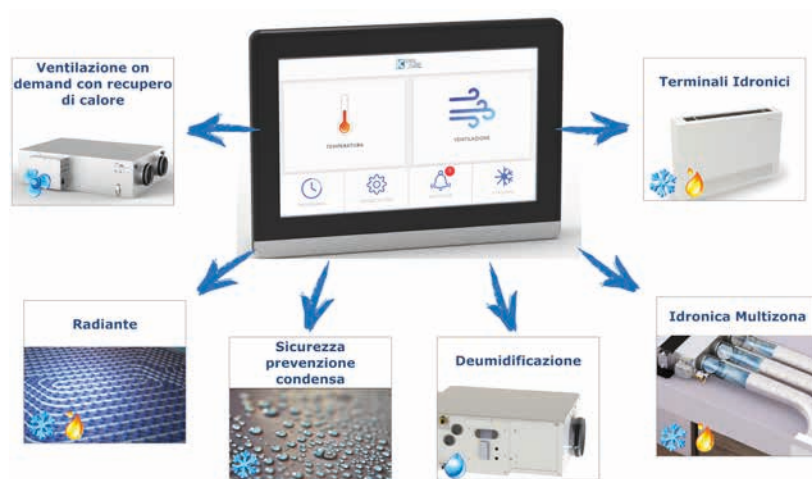 Ventilazione on
demand con recupero
di calore
TEMPERATURA
VENTILAZIONE
Terminali Idronici
Radiante
Sicurezza
prevenzione
condensa
Deumidificazione
Idronica Multizona